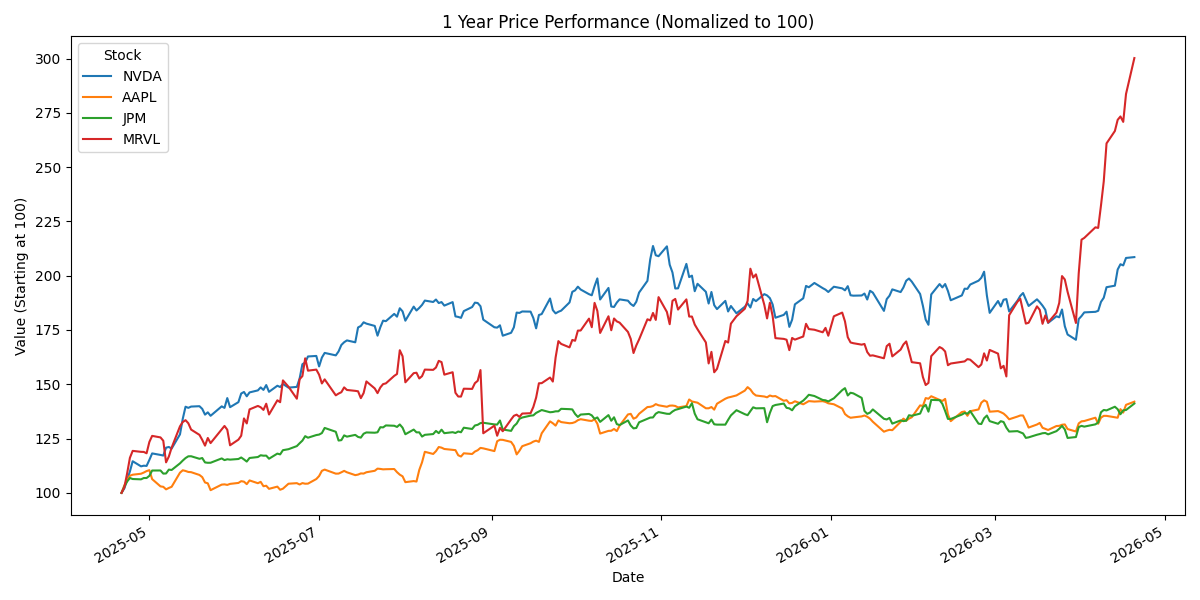 1 Year Price Performance (Nomalized to 100)
Stock
NVDA
AAPL
JPM
MRVL
Value (Starting at 100)
300
275
250
225
200
175
150
125
100
2025-05
2025-07
2025-09
2025-11
2026-01
2026-03
2026-05
Date